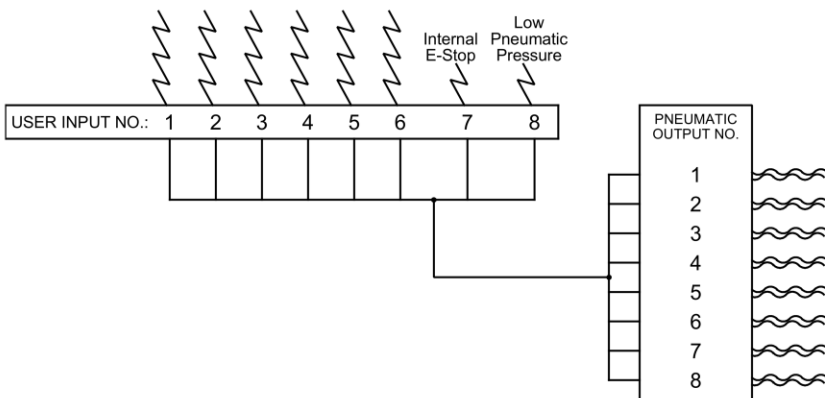 Internal
E-Stop
Low
Pneumatic
Pressure
USER INPUT NO.: 1 2 3 4 5 6 7 8
PNEUMATIC
OUTPUT NO.
1
2
3
4
5
6
7
8